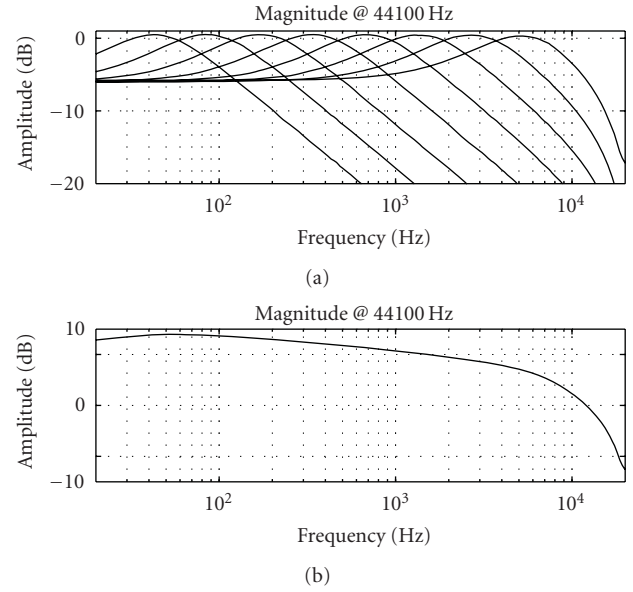 Magnitude @ 44100 Hz
Amplitude (dB)
0
−10
−20
10²
10³
10⁴
Frequency (Hz)
(a)
Magnitude @ 44100 Hz
Amplitude (dB)
10
0
−10
10²
10³
10⁴
Frequency (Hz)
(b)